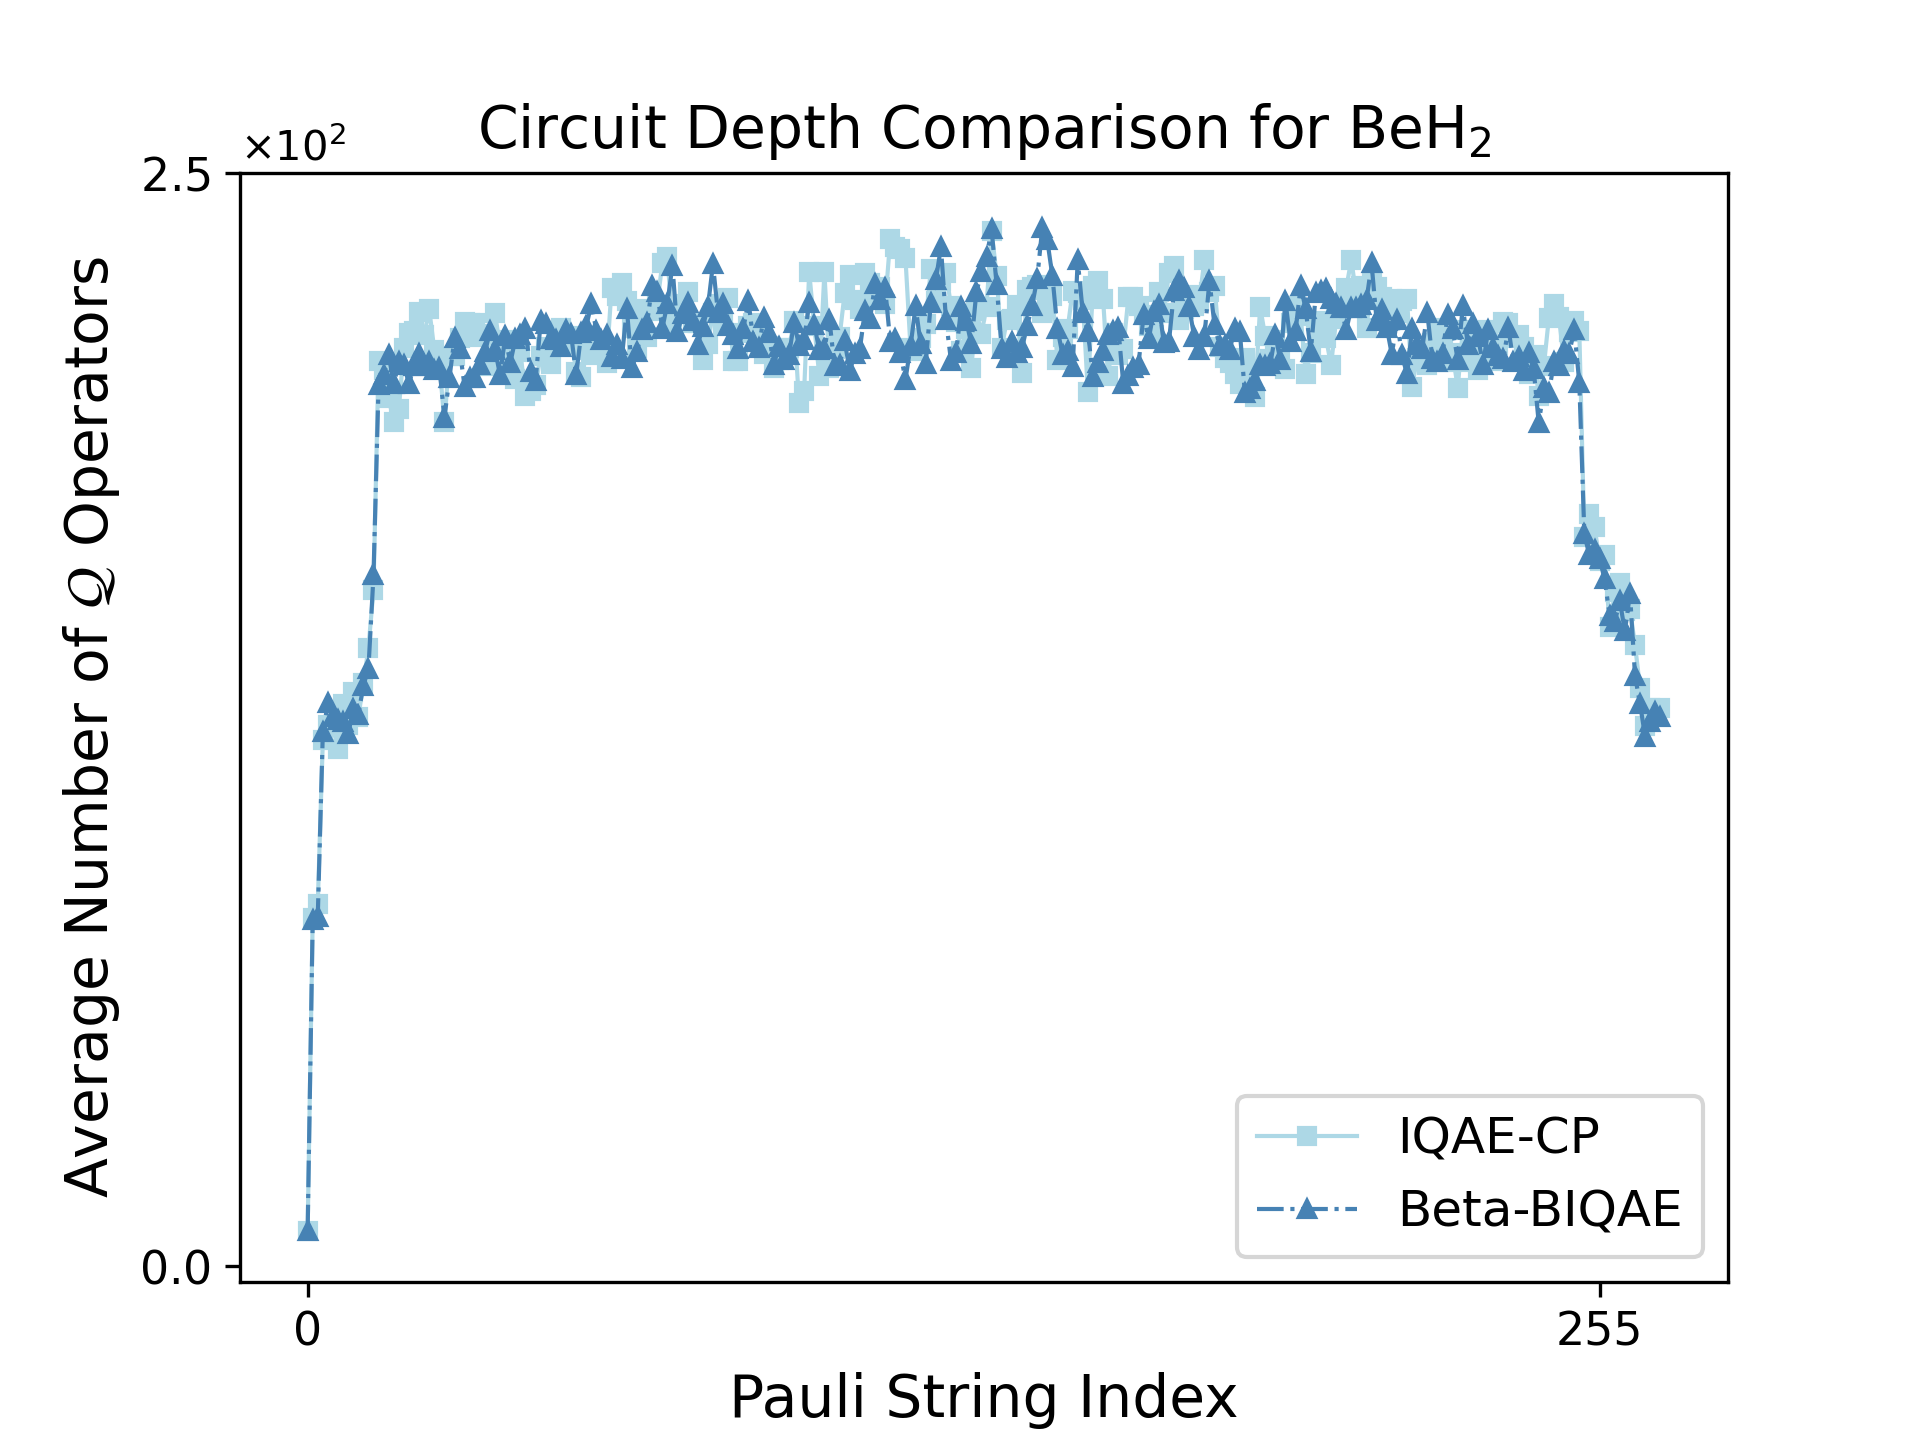 Circuit Depth Comparison for BeH₂
×10²
2.5
0.0
Average Number of 𝒬 Operators
0
255
Pauli String Index
IQAE-CP
Beta-BIQAE